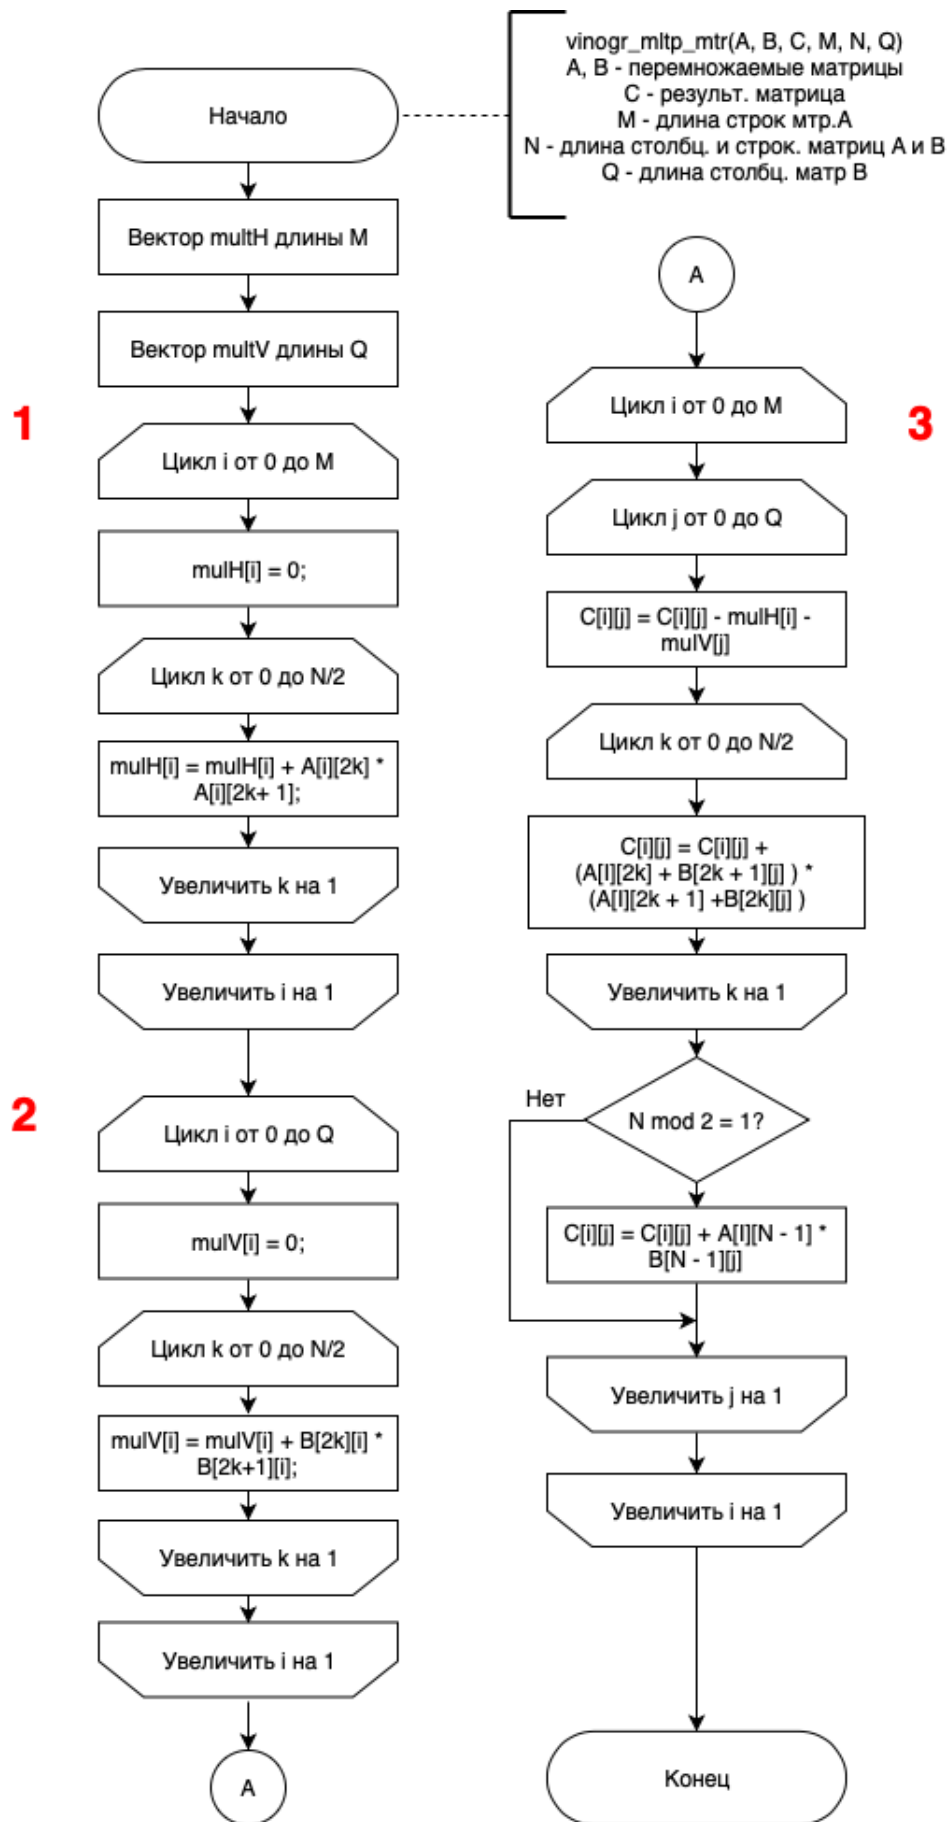 vinogr_mltp_mtr(A, B, C, M, N, Q)
A, B - перемножаемые матрицы
C - результ. матрица
M - длина строк мтр.A
N - длина столбц. и строк. матриц A и B
Q - длина столбц. матр B
Начало
Вектор multH длины M
Вектор multV длины Q
1
Цикл i от 0 до M
mulH[i] = 0;
Цикл k от 0 до N/2
mulH[i] = mulH[i] + A[i][2k] *
A[i][2k+ 1];
Увеличить k на 1
Увеличить i на 1
2
Цикл i от 0 до Q
mulV[i] = 0;
Цикл k от 0 до N/2
mulV[i] = mulV[i] + B[2k][i] *
B[2k+1][i];
Увеличить k на 1
Увеличить i на 1
A
A
3
Цикл i от 0 до M
Цикл j от 0 до Q
C[i][j] = C[i][j] - mulH[i] -
mulV[j]
Цикл k от 0 до N/2
C[i][j] = C[i][j] +
(A[I][2k] + B[2k + 1][j] ) *
(A[I][2k + 1] +B[2k][j] )
Увеличить k на 1
N mod 2 = 1?
Нет
C[i][j] = C[i][j] + A[I][N - 1] *
B[N - 1][j]
Увеличить j на 1
Увеличить i на 1
Конец